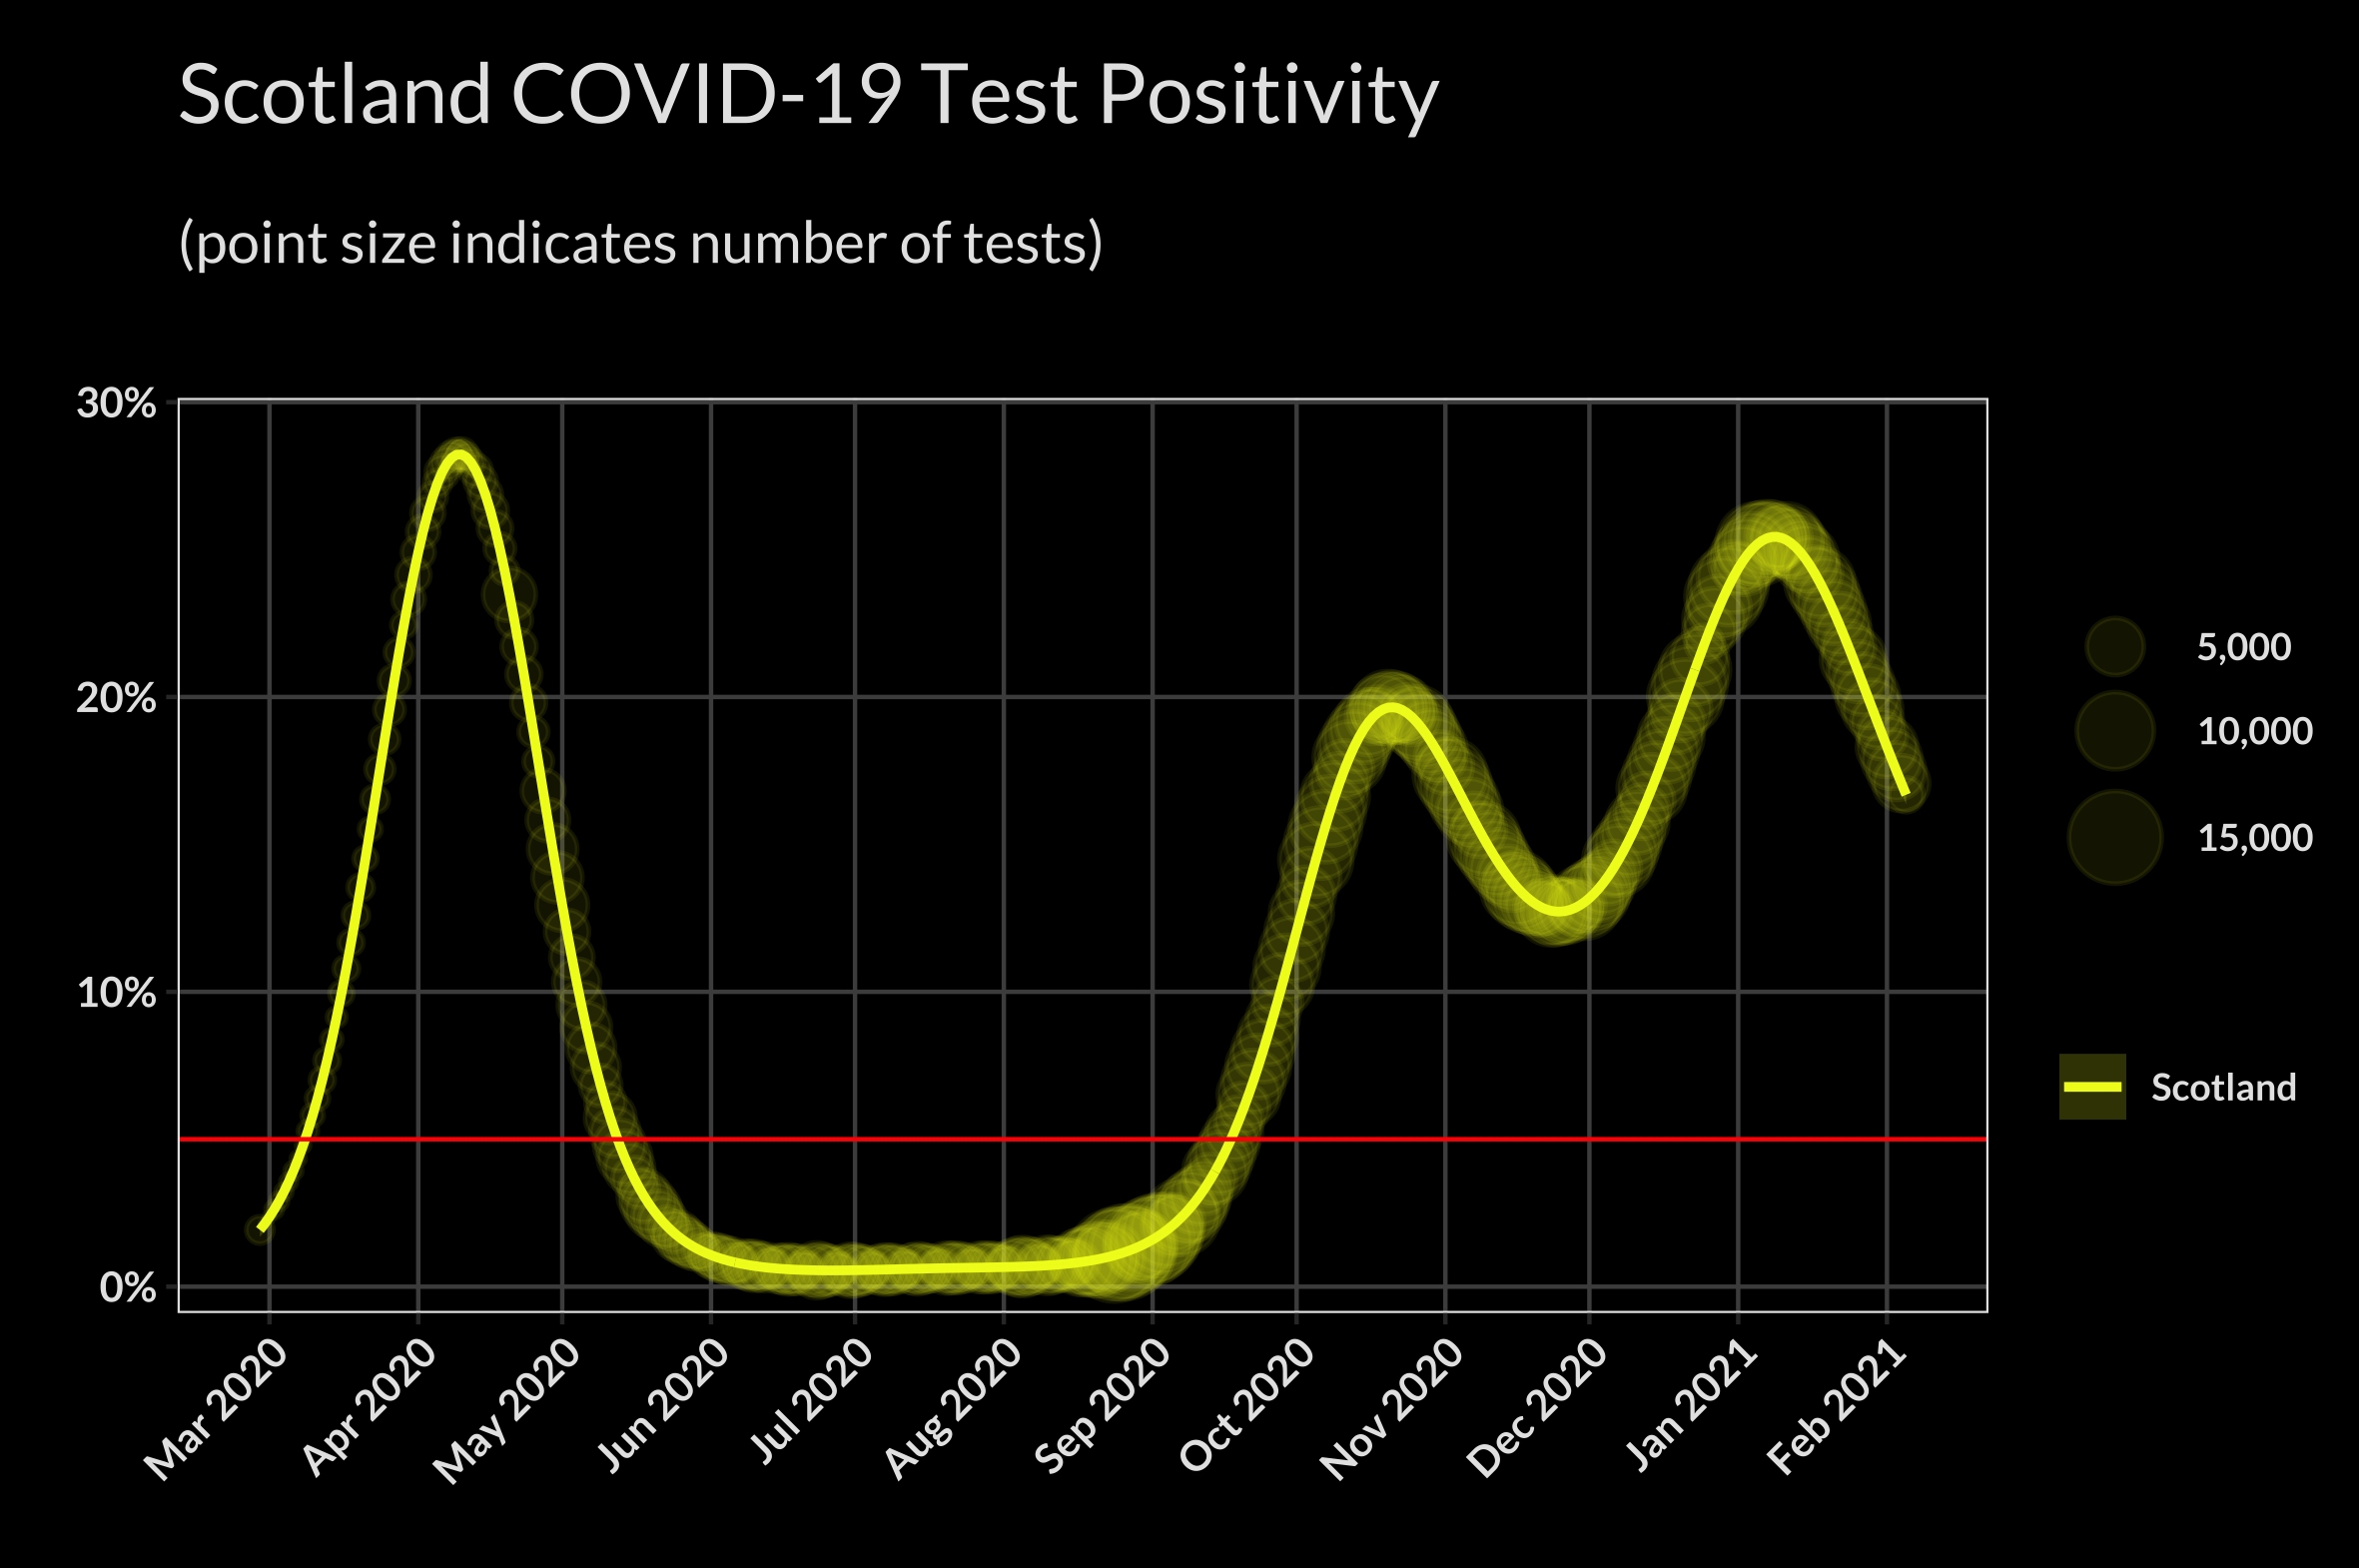 Scotland COVID-19 Test Positivity
(point size indicates number of tests)
30%
20%
10%
0%
Mar 2020
Apr 2020
May 2020
Jun 2020
Jul 2020
Aug 2020
Sep 2020
Oct 2020
Nov 2020
Dec 2020
Jan 2021
Feb 2021
5,000
10,000
15,000
Scotland